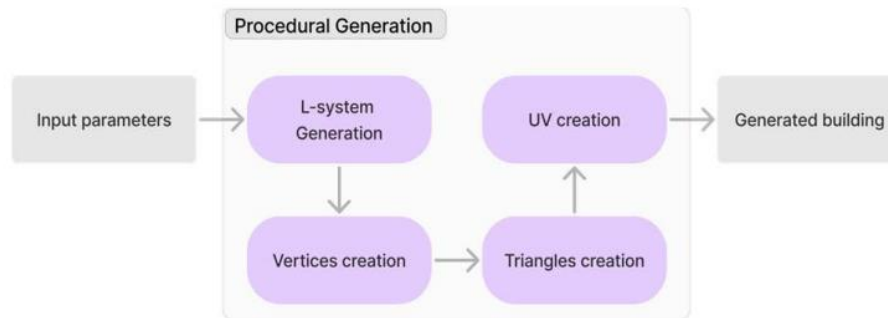 Procedural Generation
Input parameters
L-system
Generation
UV creation
Generated building
Vertices creation
Triangles creation